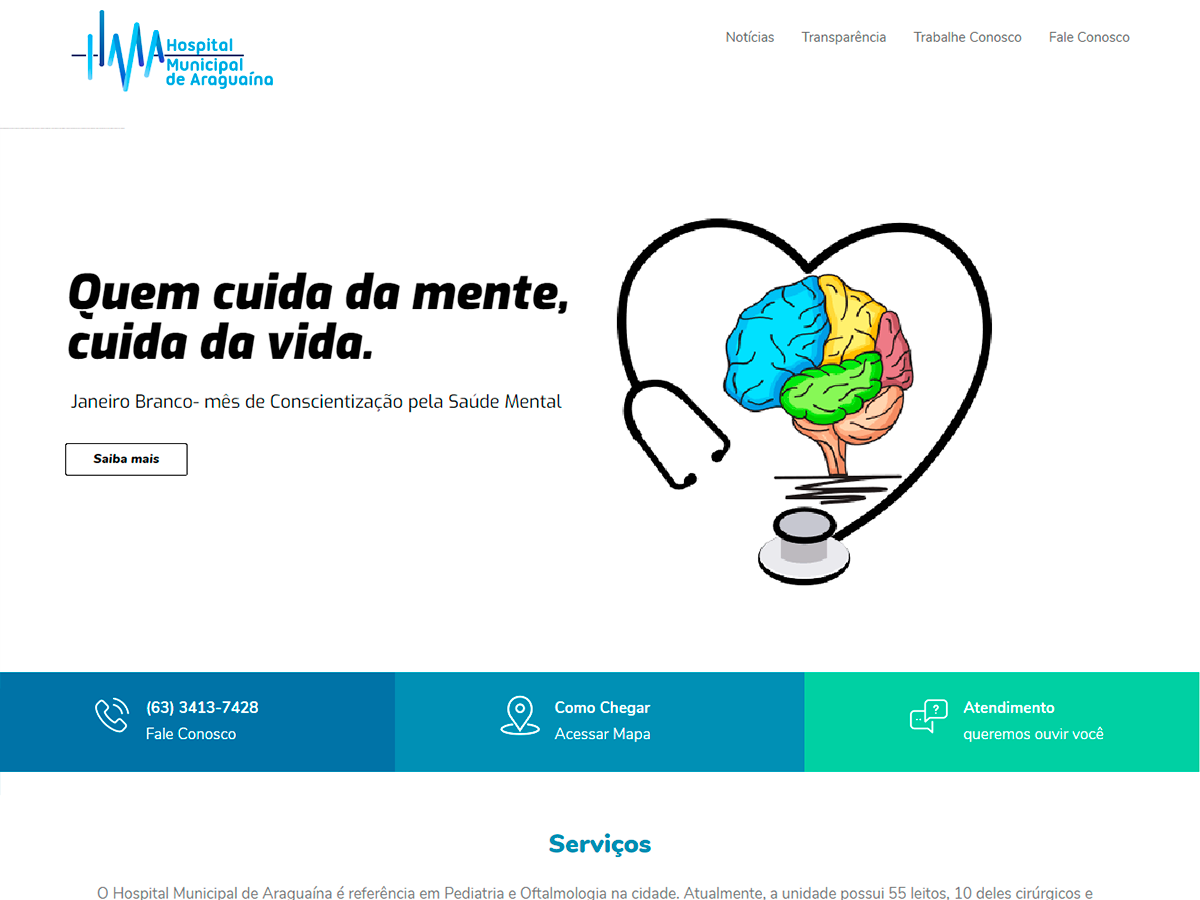 Hospital
Municipal
de Araguaína
Notícias Transparência Trabalhe Conosco Fale Conosco
Quem cuida da mente,
cuida da vida.
Janeiro Branco- mês de Conscientização pela Saúde Mental
Saiba mais
(63) 3413-7428
Fale Conosco
Como Chegar
Acessar Mapa
?
Atendimento
queremos ouvir você
Serviços
O Hospital Municipal de Araguaína é referência em Pediatria e Oftalmologia na cidade. Atualmente, a unidade possui 55 leitos, 10 deles cirúrgicos e